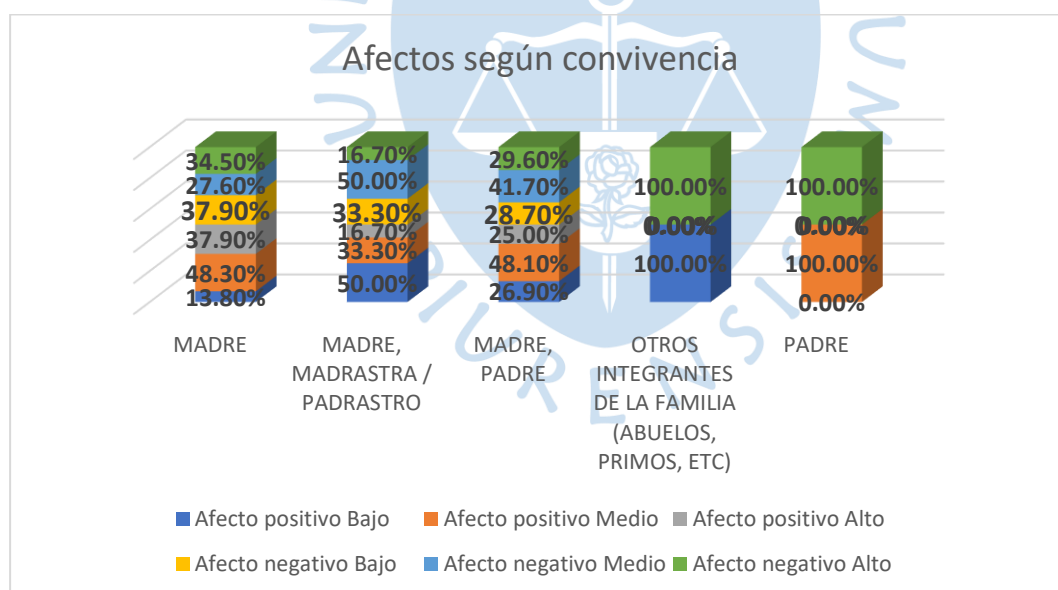 Afectos según convivencia
34.50% 16.70% 29.60% 100.00% 100.00%
27.60% 50.00% 41.70%
37.90% 33.30% 28.70% 0.00% 0.00%
37.90% 16.70% 25.00%
48.30% 33.30% 48.10% 100.00% 100.00%
13.80% 50.00% 26.90% 0.00%
MADRE
MADRE,
MADRASTRA /
PADRASTRO
MADRE,
PADRE
OTROS
INTEGRANTES
DE LA FAMILIA
(ABUELOS,
PRIMOS, ETC)
PADRE
Afecto positivo Bajo Afecto positivo Medio Afecto positivo Alto
Afecto negativo Bajo Afecto negativo Medio Afecto negativo Alto